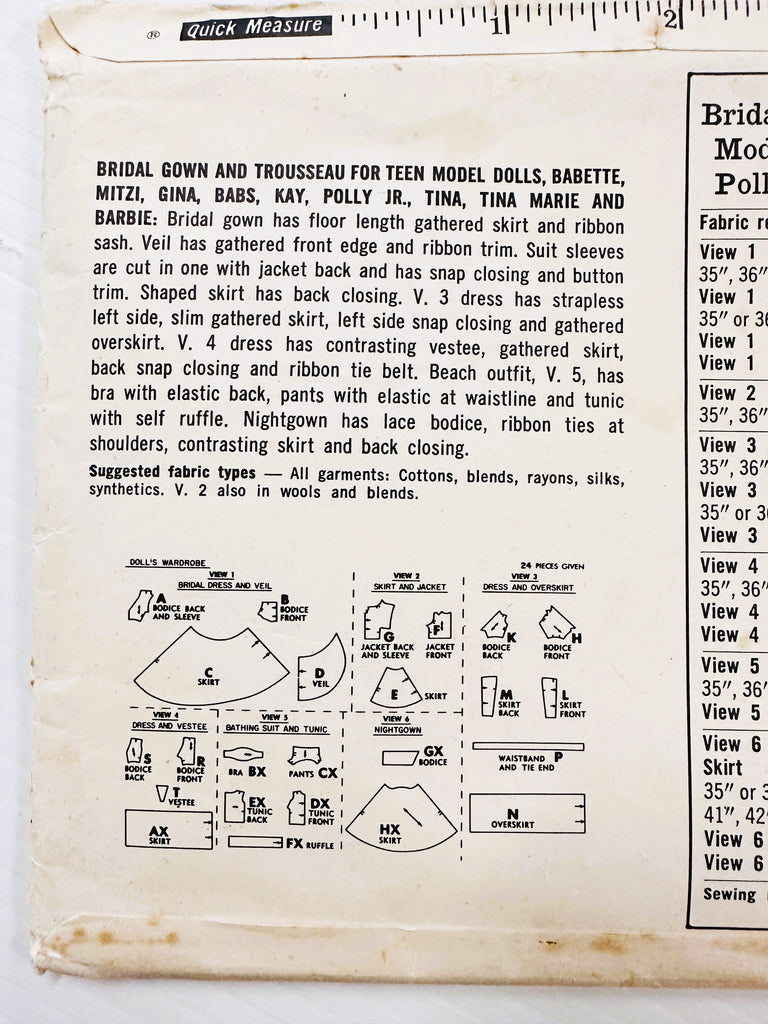 ® Quick Measure 1 2
BRIDAL GOWN AND TROUSSEAU FOR TEEN MODEL DOLLS, BABETTE,
MITZI, GINA, BABS, KAY, POLLY JR., TINA, TINA MARIE AND
BARBIE: Bridal gown has floor length gathered skirt and ribbon
sash. Veil has gathered front edge and ribbon trim. Suit sleeves
are cut in one with jacket back and has snap closing and button
trim. Shaped skirt has back closing. V. 3 dress has strapless
left side, slim gathered skirt, left side snap closing and gathered
overskirt. V. 4 dress has contrasting vestee, gathered skirt,
back snap closing and ribbon tie belt. Beach outfit, V. 5, has
bra with elastic back, pants with elastic at waistline and tunic
with self ruffle. Nightgown has lace bodice, ribbon ties at
shoulders, contrasting skirt and back closing.
Suggested fabric types — All garments: Cottons, blends, rayons, silks,
synthetics. V. 2 also in wools and blends.
DOLL'S WARDROBE
24 PIECES GIVEN
VIEW 1
BRIDAL DRESS AND VEIL
A
BODICE BACK
AND SLEEVE
B
BODICE
FRONT
C
SKIRT
D
VEIL
VIEW 2
SKIRT AND JACKET
G
JACKET BACK
AND SLEEVE
F
JACKET
FRONT
E SKIRT
VIEW 3
DRESS AND OVERSKIRT
K
BODICE
BACK
H
BODICE
FRONT
M
SKIRT
BACK
L
SKIRT
FRONT
WAISTBAND P
AND TIE END
N
OVERSKIRT
VIEW 4
DRESS AND VESTEE
S
BODICE
BACK
R
BODICE
FRONT
T
VESTEE
AX
SKIRT
VIEW 5
BATHING SUIT AND TUNIC
BRA BX
PANTS CX
EX
TUNIC
BACK
DX
TUNIC
FRONT
FX RUFFLE
VIEW 6
NIGHTGOWN
GX
BODICE
HX
SKIRT
Brida
Mod
Poll
Fabric re
View 1
35", 36"
View 1
35" or 36
View 1
View 1
View 2
35", 36"
View 3
35", 36"
View 3
35" or 3
View 3
View 4
35", 36"
View 4
View 4
View 5
35", 36"
View 5
View 6
Skirt
35" or 3
41", 42
View 6
View 6
Sewing